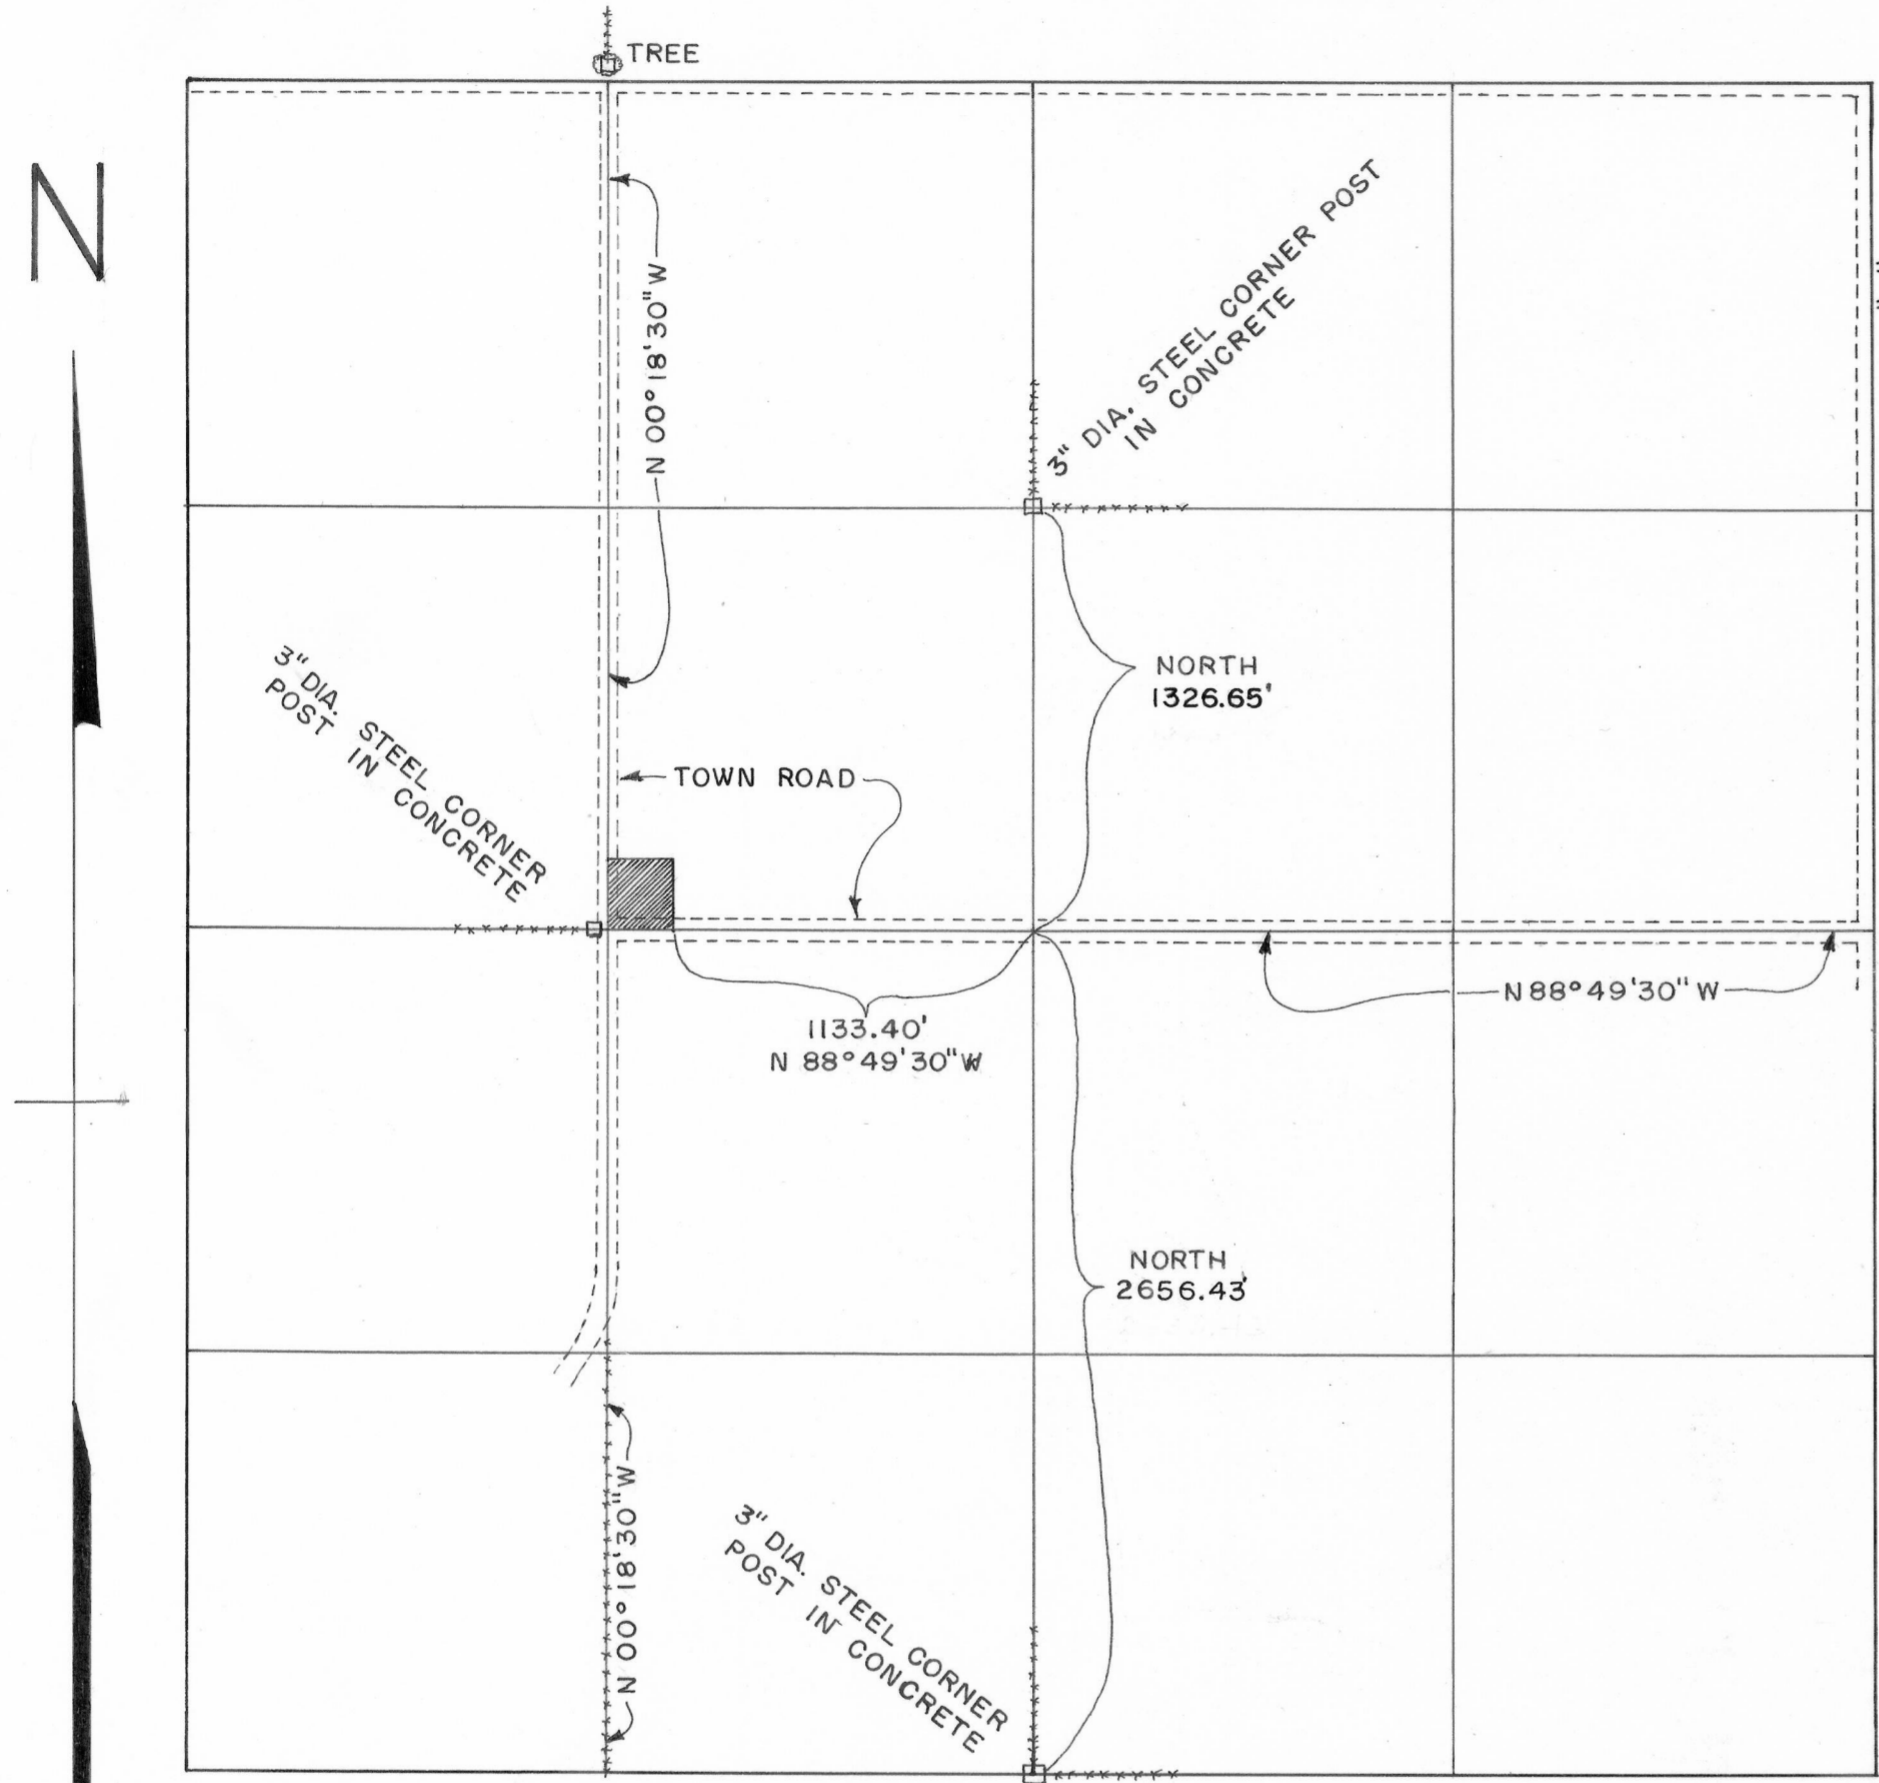 TREE
N
N 00°18'30"W
3" DIA. STEEL CORNER POST
IN CONCRETE
NORTH
1326.65'
3" DIA. STEEL CORNER
POST IN CONCRETE
TOWN ROAD
N 88°49'30" W
1133.40'
N 88°49'30" W
NORTH
2656.43'
N 00°18'30"W
3" DIA. STEEL CORNER
POST IN CONCRETE